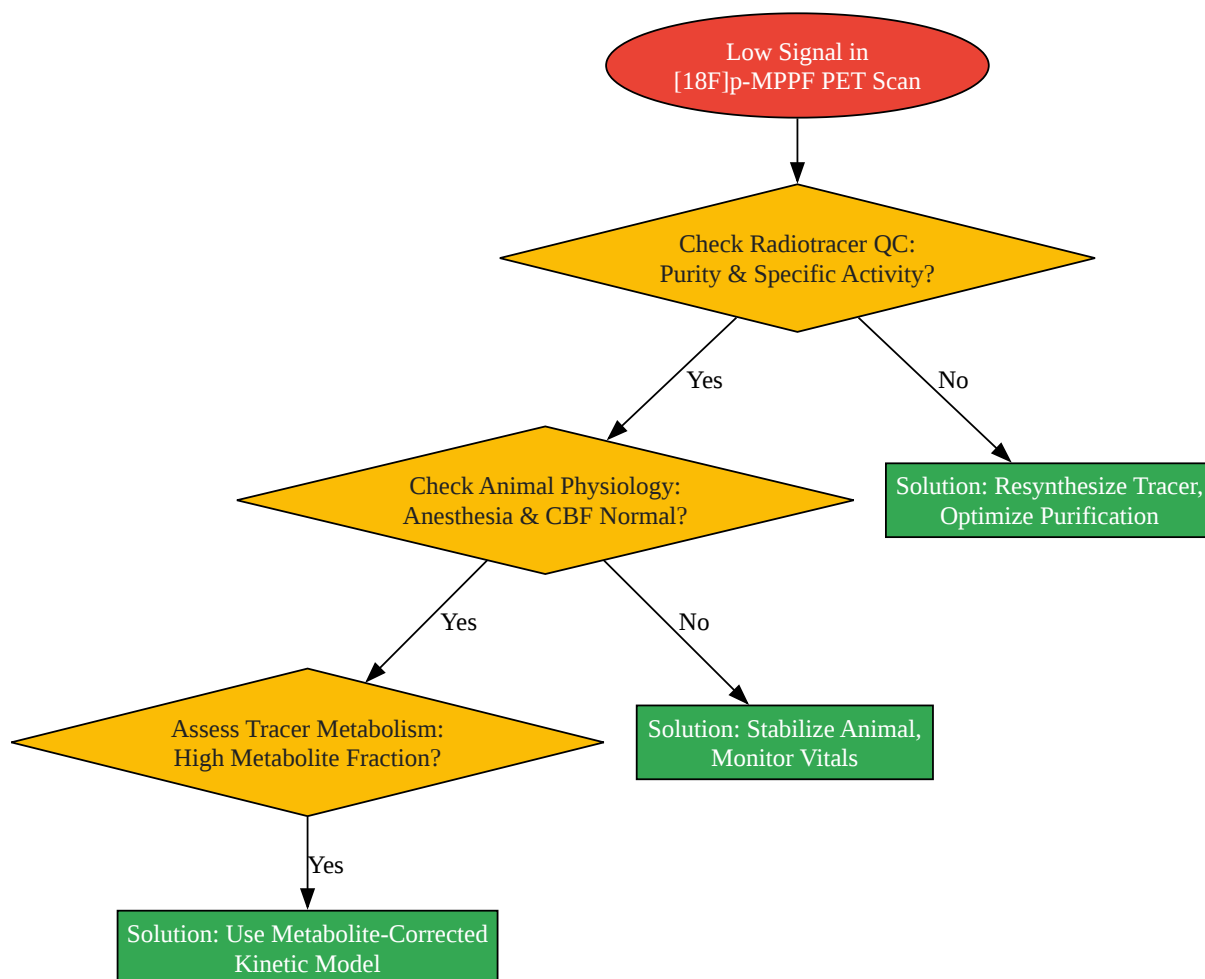 Low Signal in
[18F]p-MPPF PET Scan
Check Radiotracer QC:
Purity & Specific Activity?
Yes
No
Check Animal Physiology:
Anesthesia & CBF Normal?
Solution: Resynthesize Tracer,
Optimize Purification
Yes
No
Assess Tracer Metabolism:
High Metabolite Fraction?
Solution: Stabilize Animal,
Monitor Vitals
Yes
Solution: Use Metabolite-Corrected
Kinetic Model